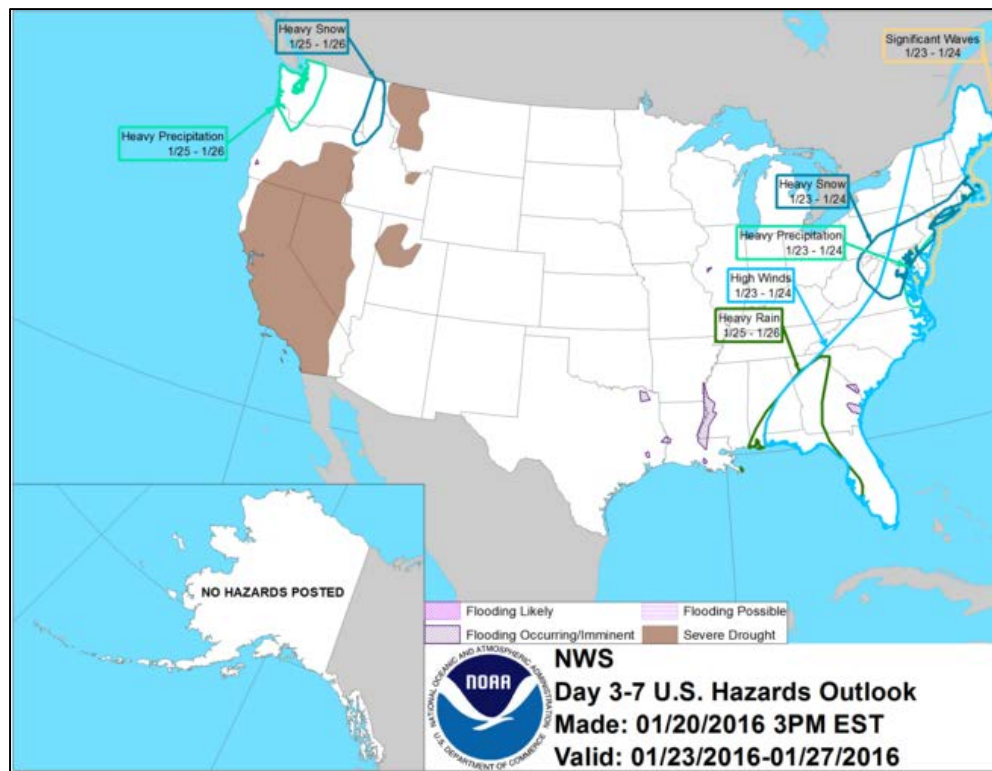 Heavy Snow
1/25 - 1/26
Significant Waves
1/23 - 1/24
Heavy Precipitation
1/25 - 1/26
Heavy Snow
1/23 - 1/24
Heavy Precipitation
1/23 - 1/24
High Winds
1/23 - 1/24
Heavy Rain
1/25 - 1/26
NO HAZARDS POSTED
Flooding Likely
Flooding Possible
Flooding Occurring/Imminent
Severe Drought
NATIONAL OCEANIC AND ATMOSPHERIC ADMINISTRATION
NOAA
U.S. DEPARTMENT OF COMMERCE
NWS
Day 3-7 U.S. Hazards Outlook
Made: 01/20/2016 3PM EST
Valid: 01/23/2016-01/27/2016